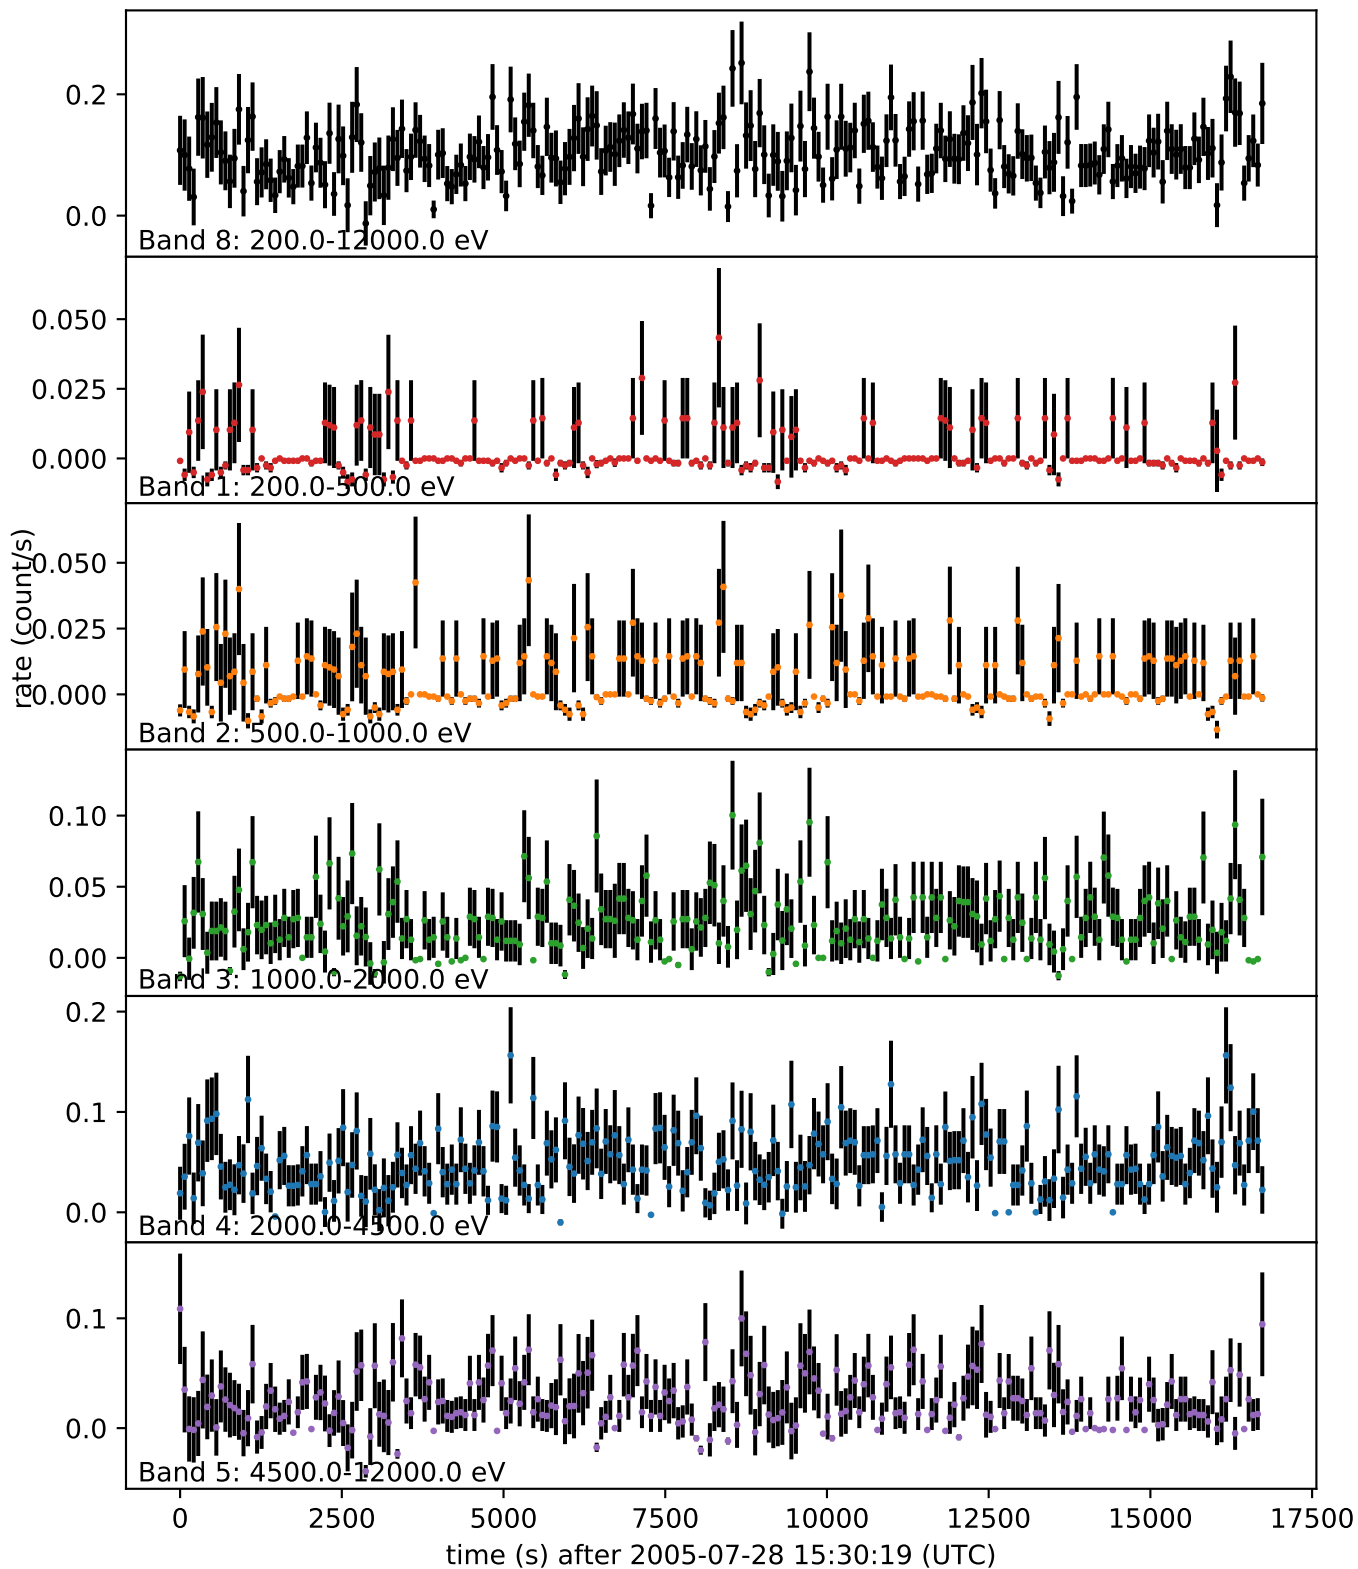 0.2
0.0
Band 8: 200.0-12000.0 eV
0.050
0.025
0.000
Band 1: 200.0-500.0 eV
rate (count/s)
0.050
0.025
0.000
Band 2: 500.0-1000.0 eV
0.10
0.05
0.00
Band 3: 1000.0-2000.0 eV
0.2
0.1
0.0
Band 4: 2000.0-4500.0 eV
0.1
0.0
Band 5: 4500.0-12000.0 eV
0 2500 5000 7500 10000 12500 15000 17500
time (s) after 2005-07-28 15:30:19 (UTC)